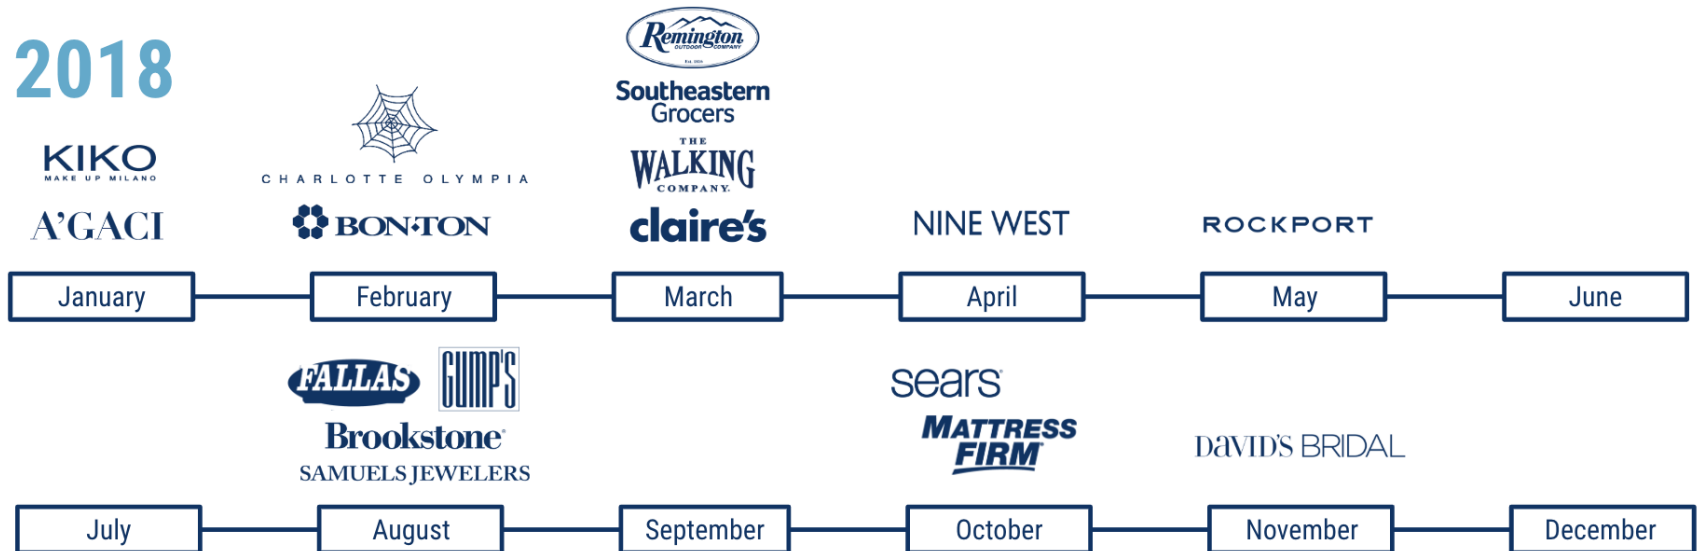 2018
KIKO
MAKE UP MILANO
A'GACI
CHARLOTTE OLYMPIA
BON·TON
Remington
OUTDOOR COMPANY
Est. 1816
Southeastern
Grocers
THE
WALKING
COMPANY.
claire's
NINE WEST
ROCKPORT
January
February
March
April
May
June
FALLAS
GUMP'S
Brookstone
SAMUELS JEWELERS
sears
MATTRESS
FIRM
DAVID'S BRIDAL
July
August
September
October
November
December